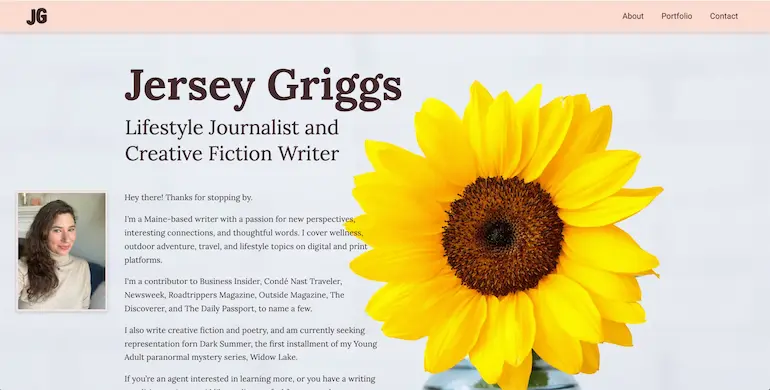 JG
About Portfolio Contact
Jersey Griggs
Lifestyle Journalist and
Creative Fiction Writer
Hey there! Thanks for stopping by.
I'm a Maine-based writer with a passion for new perspectives,
interesting connections, and thoughtful words. I cover wellness,
outdoor adventure, travel, and lifestyle topics on digital and print
platforms.
I'm a contributor to Business Insider, Condé Nast Traveler,
Newsweek, Roadtrippers Magazine, Outside Magazine, The
Discoverer, and The Daily Passport, to name a few.
I also write creative fiction and poetry, and am currently seeking
representation forn Dark Summer, the first installment of my Young
Adult paranormal mystery series, Widow Lake.
If you're an agent interested in learning more, or you have a writing